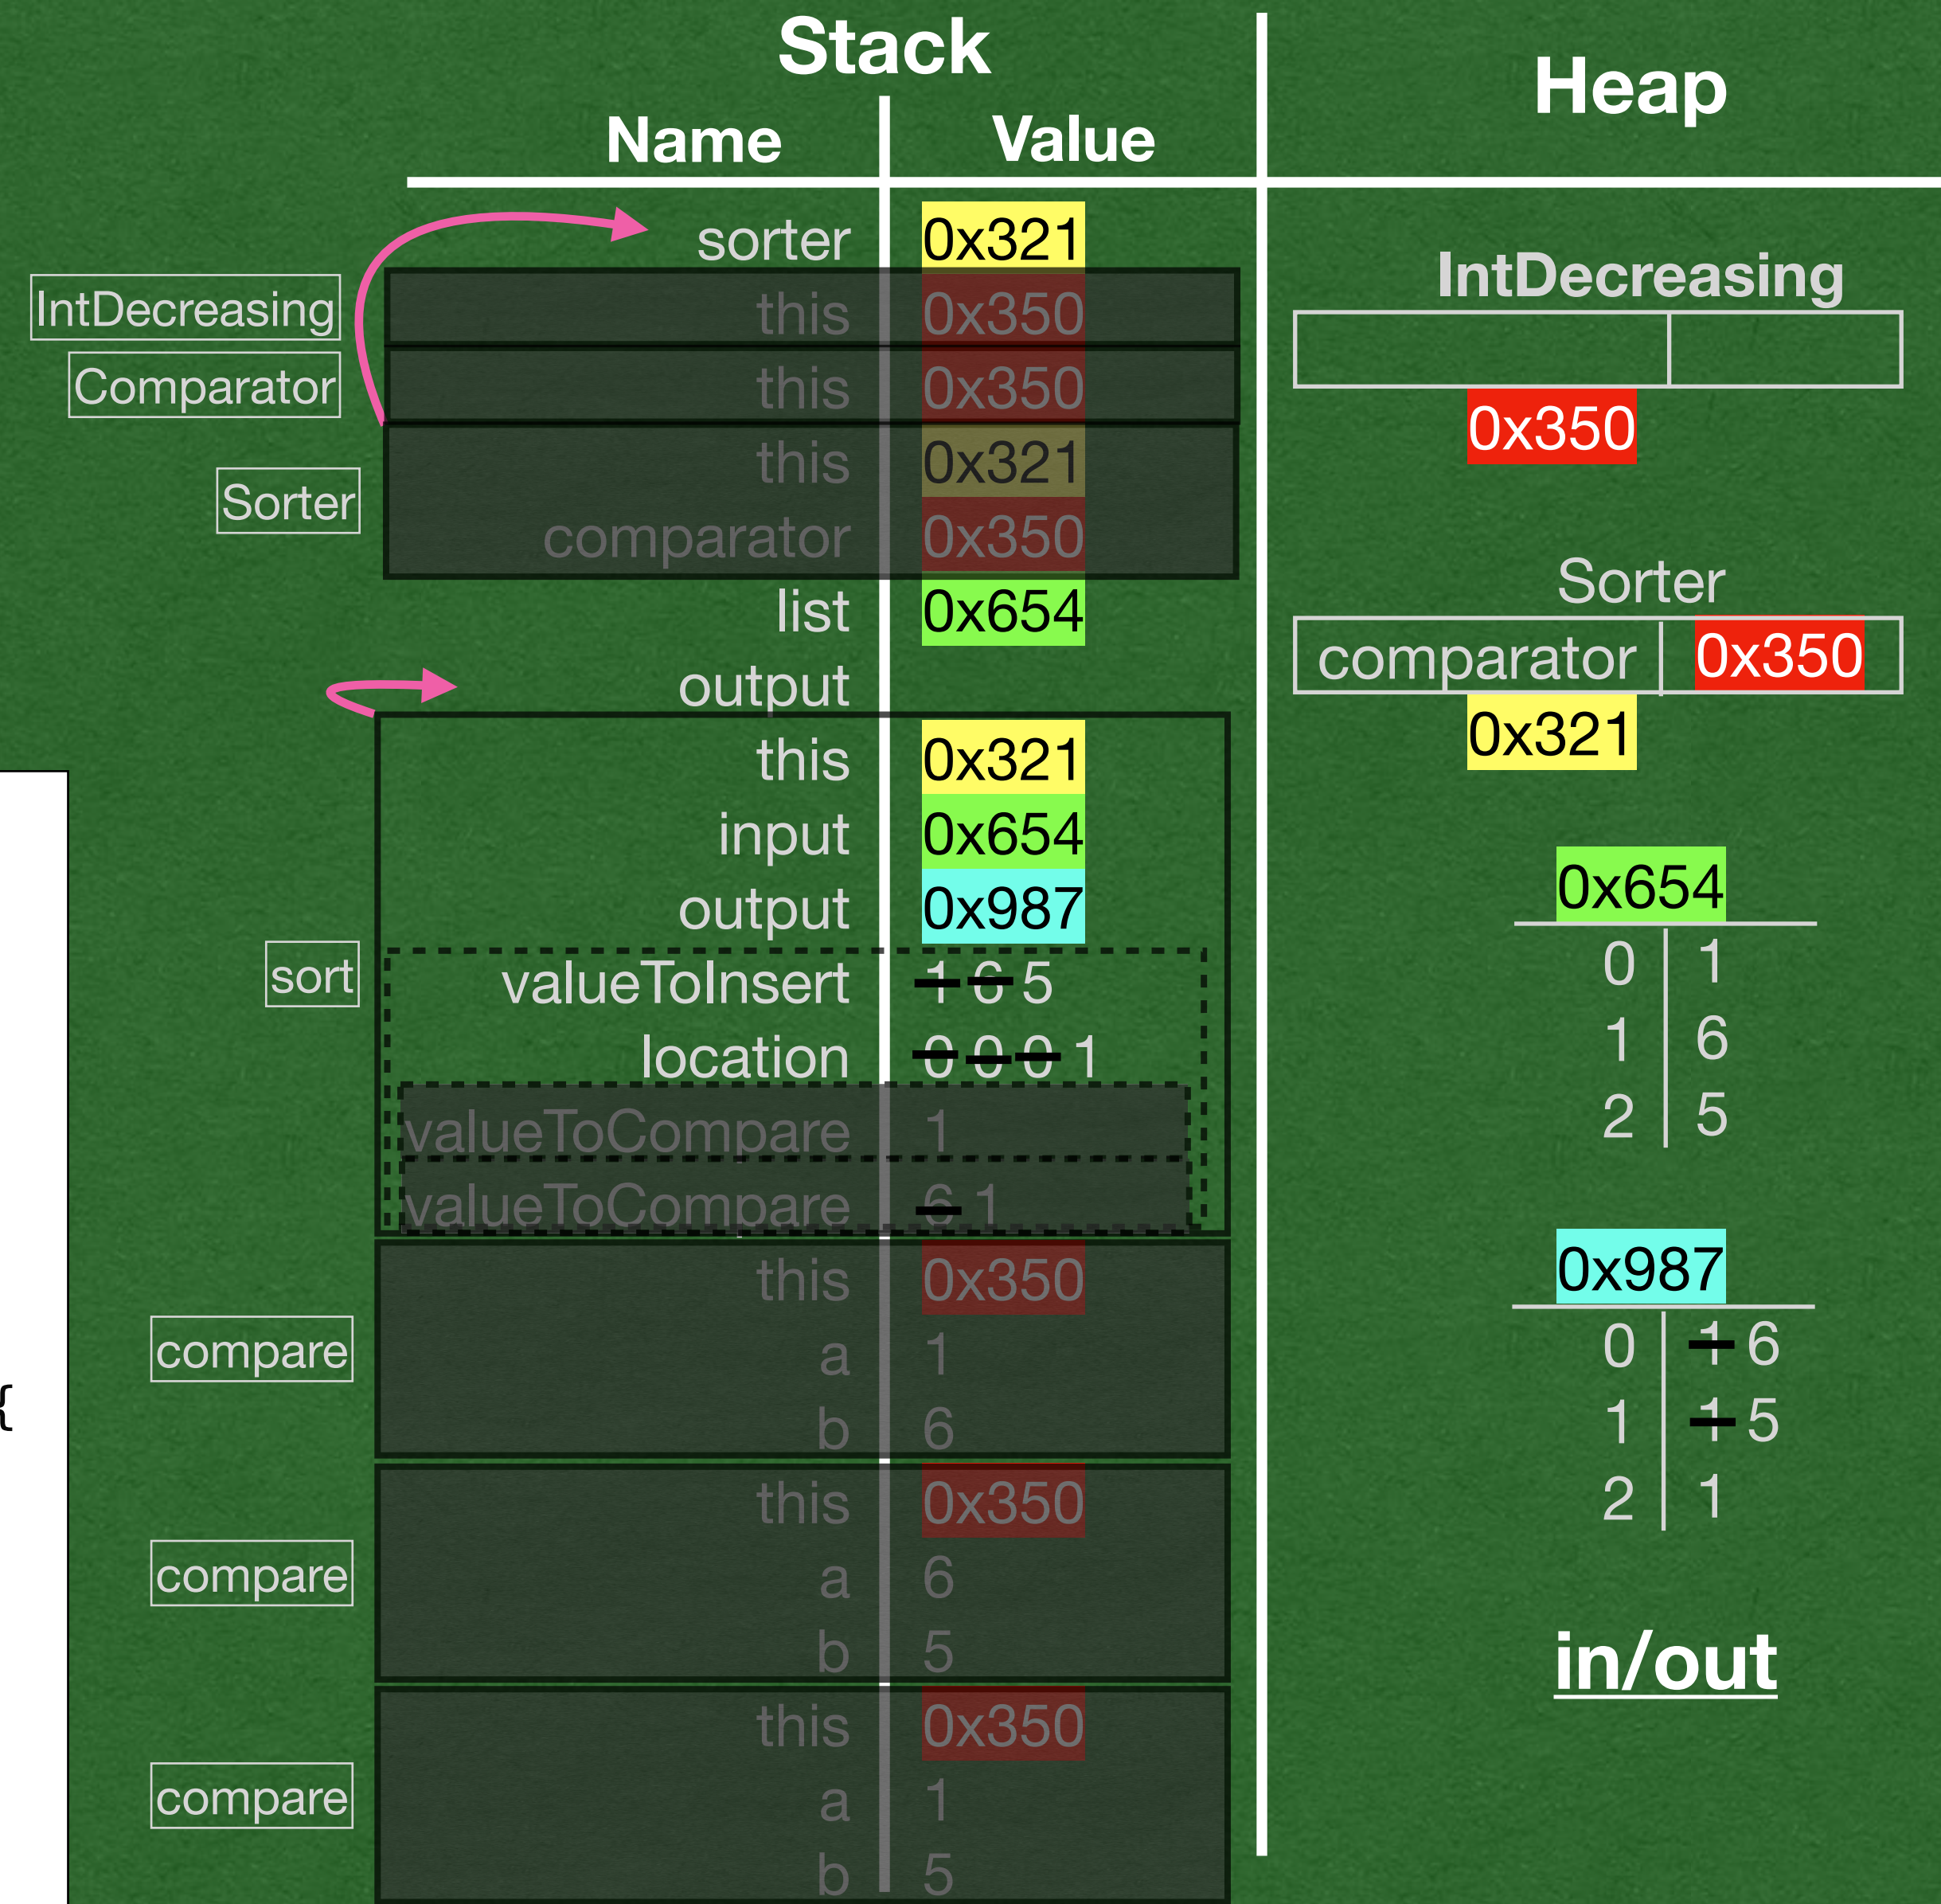 Stack
Heap
Name Value
sorter 0x321
IntDecreasing this 0x350
Comparator this 0x350
this 0x321
Sorter
comparator 0x350
list 0x654
output
this 0x321
input 0x654
output 0x987
sort
valueToInsert 1 6 5
location 0 0 0 1
valueToCompare 1
valueToCompare 6 1
this 0x350
compare a 1
b 6
this 0x350
compare a 6
b 5
this 0x350
compare a 1
b 5
{
IntDecreasing
0x350
Sorter
comparator 0x350
0x321
0x654
0 1
1 6
2 5
0x987
0 1 6
1 1 5
2 1
in/out